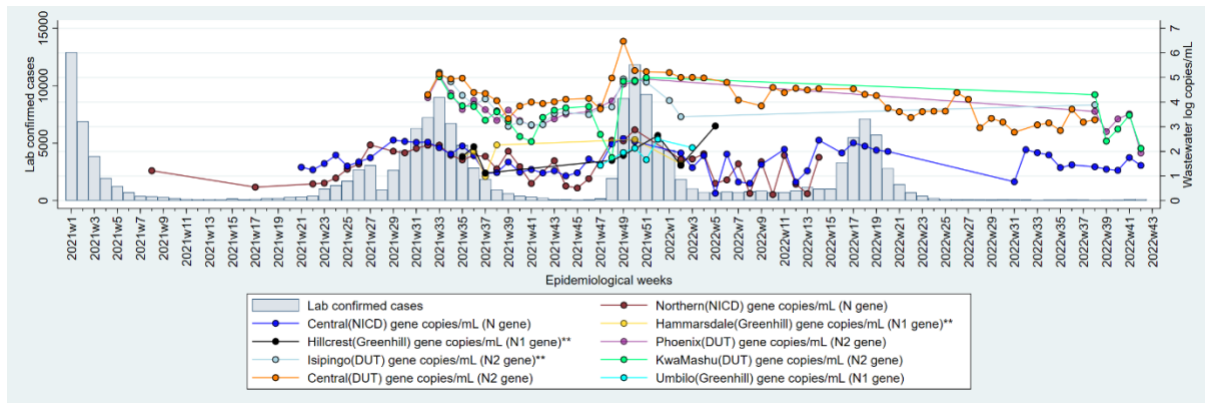 15000
10000
5000
0
Lab confirmed cases
7
6
5
4
3
2
1
0
Wastewater log copies/mL
2021w1
2021w3
2021w5
2021w7
2021w9
2021w11
2021w13
2021w15
2021w17
2021w19
2021w21
2021w23
2021w25
2021w27
2021w29
2021w31
2021w33
2021w35
2021w37
2021w39
2021w41
2021w43
2021w45
2021w47
2021w49
2021w51
2022w1
2022w3
2022w5
2022w7
2022w9
2022w11
2022w13
2022w15
2022w17
2022w19
2022w21
2022w23
2022w25
2022w27
2022w29
2022w31
2022w33
2022w35
2022w37
2022w39
2022w41
2022w43
Epidemiological weeks
Lab confirmed cases
Northern(NICD) gene copies/mL (N gene)
Central(NICD) gene copies/mL (N gene)
Hammarsdale(Greenhill) gene copies/mL (N1 gene)**
Hillcrest(Greenhill) gene copies/mL (N1 gene)**
Phoenix(DUT) gene copies/mL (N2 gene)
Isipingo(DUT) gene copies/mL (N2 gene)**
KwaMashu(DUT) gene copies/mL (N2 gene)
Central(DUT) gene copies/mL (N2 gene)
Umbilo(Greenhill) gene copies/mL (N1 gene)